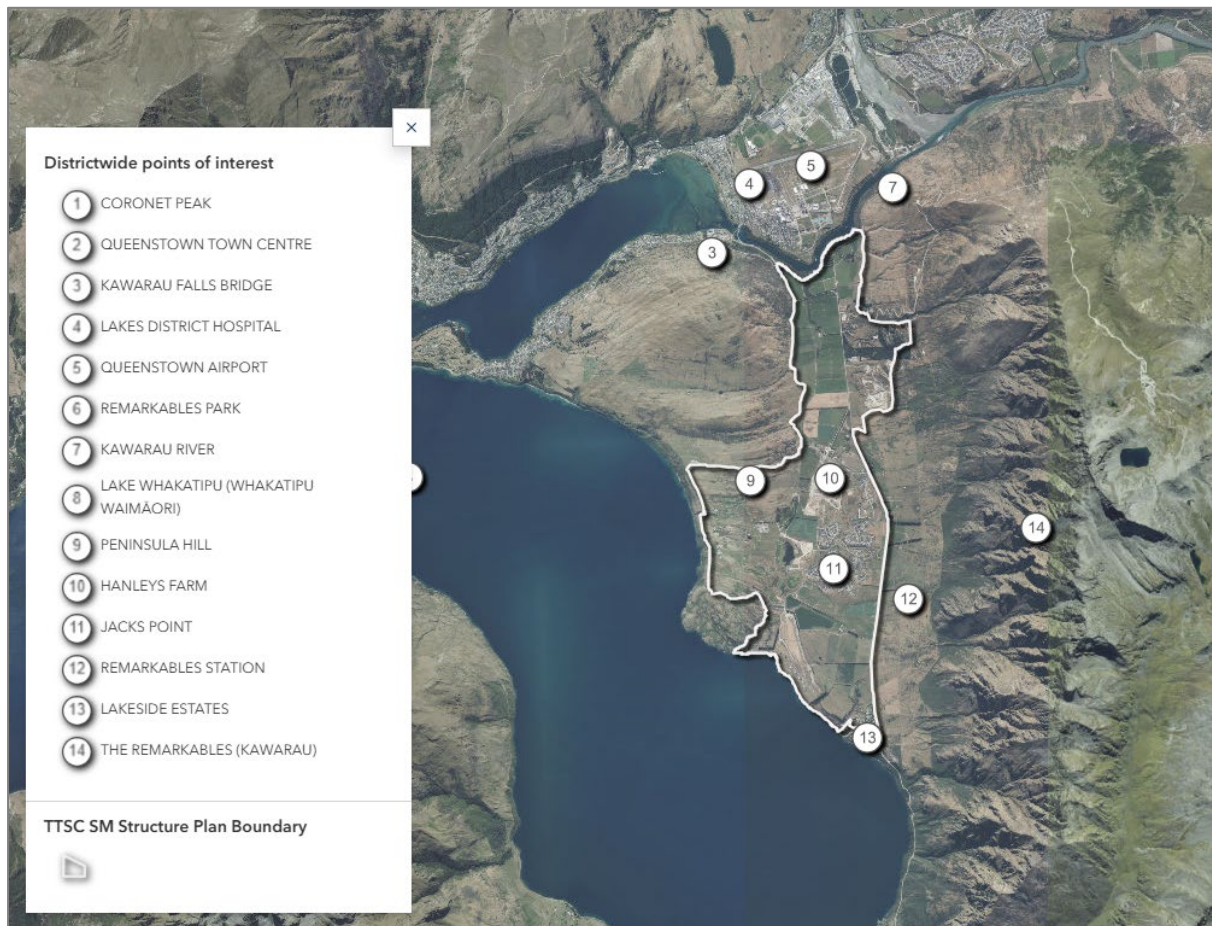 Districtwide points of interest
1 CORONET PEAK
2 QUEENSTOWN TOWN CENTRE
3 KAWARAU FALLS BRIDGE
4 LAKES DISTRICT HOSPITAL
5 QUEENSTOWN AIRPORT
6 REMARKABLES PARK
7 KAWARAU RIVER
8 LAKE WHAKATIPU (WHAKATIPU
WAIMĀORI)
9 PENINSULA HILL
10 HANLEYS FARM
11 JACKS POINT
12 REMARKABLES STATION
13 LAKESIDE ESTATES
14 THE REMARKABLES (KAWARAU)
TTSC SM Structure Plan Boundary
4
5
7
3
9
10
14
11
12
13